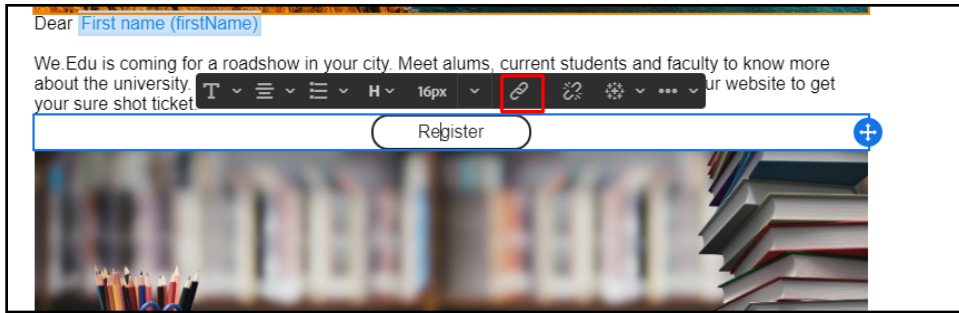 Dear First name (firstName)
We.Edu is coming for a roadshow in your city. Meet alums, current students and faculty to know more
about the university. ur website to get
your sure shot ticket
T H 16px
Register